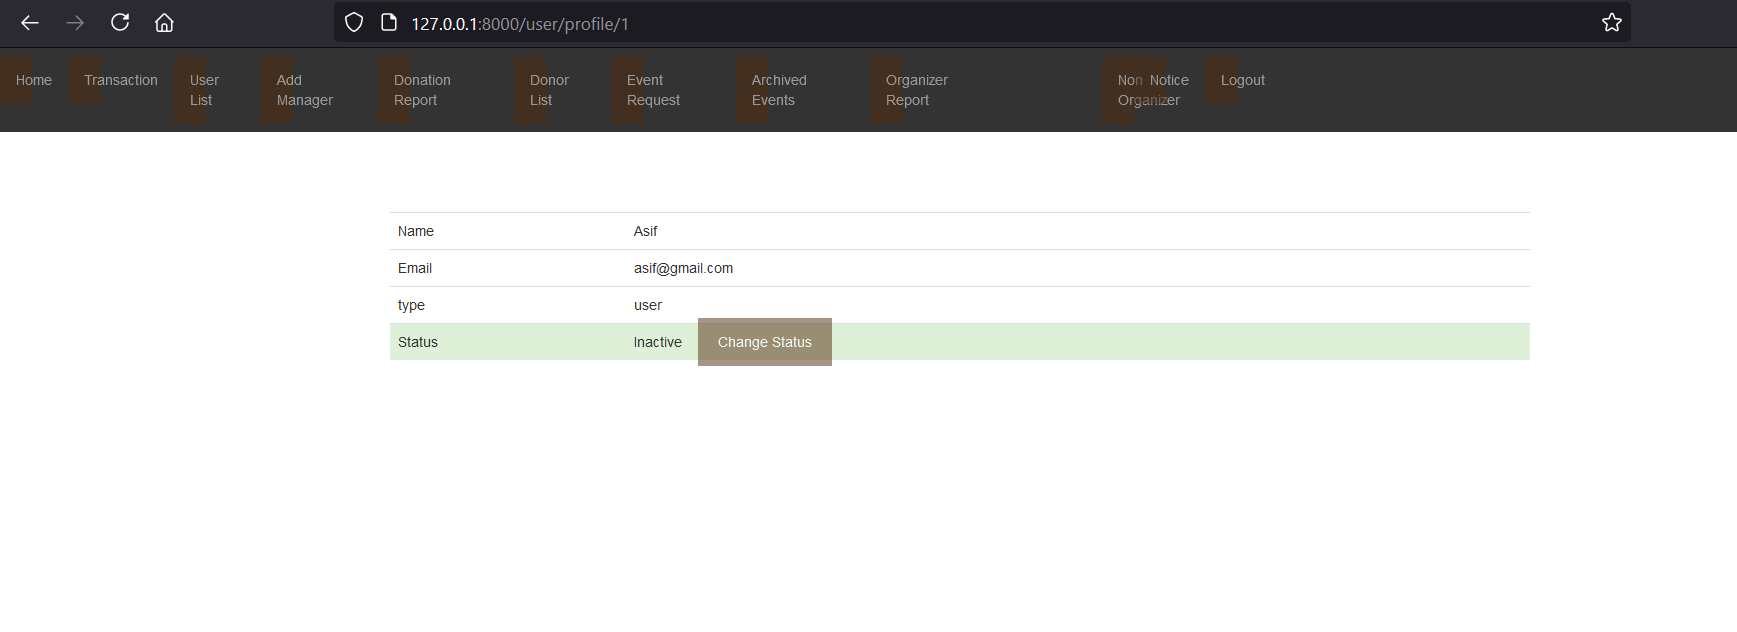 127.0.0.1:8000/user/profile/1
Home Transaction User List Add Manager Donation Report Donor List Event Request Archived Events Organizer Report Non Organizer Notice Logout
Name Asif
Email asif@gmail.com
type user
Status Inactive Change Status